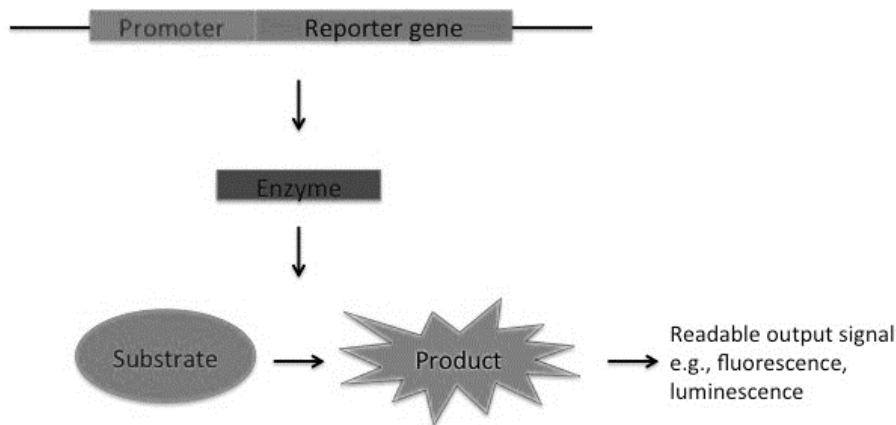 Promoter Reporter gene
Enzyme
Substrate
Product
Readable output signal
e.g., fluorescence,
luminescence